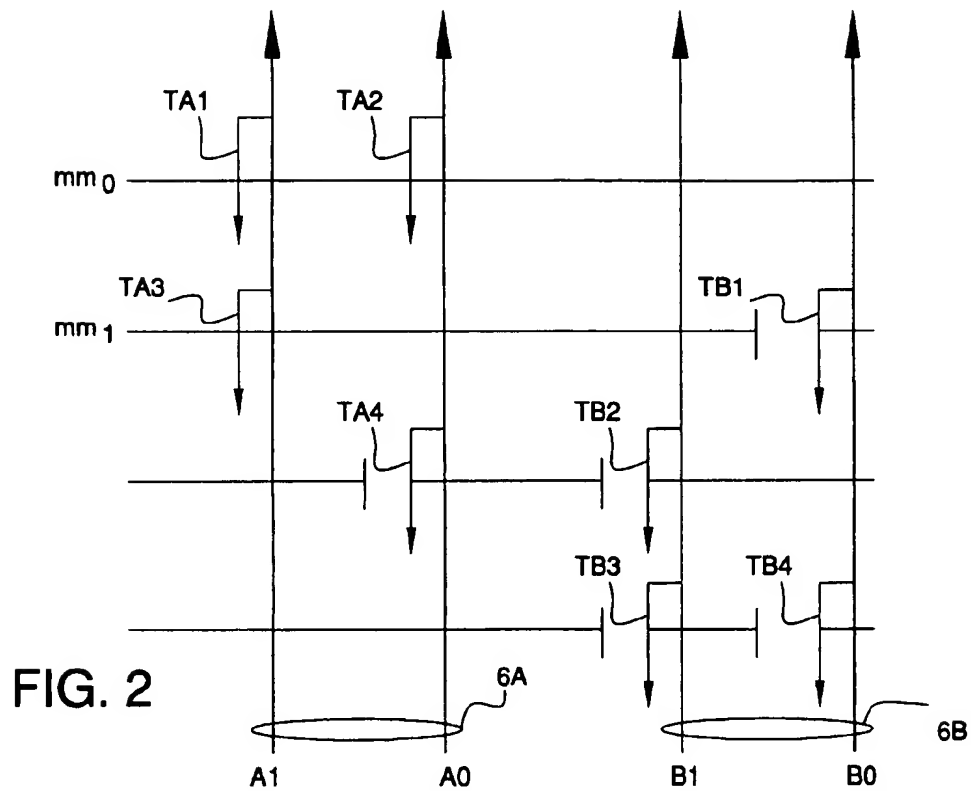 TA1 TA2
mm0
TA3 TB1
mm1
TA4 TB2
TB3 TB4
FIG. 2
6A
6B
A1 A0 B1 B0